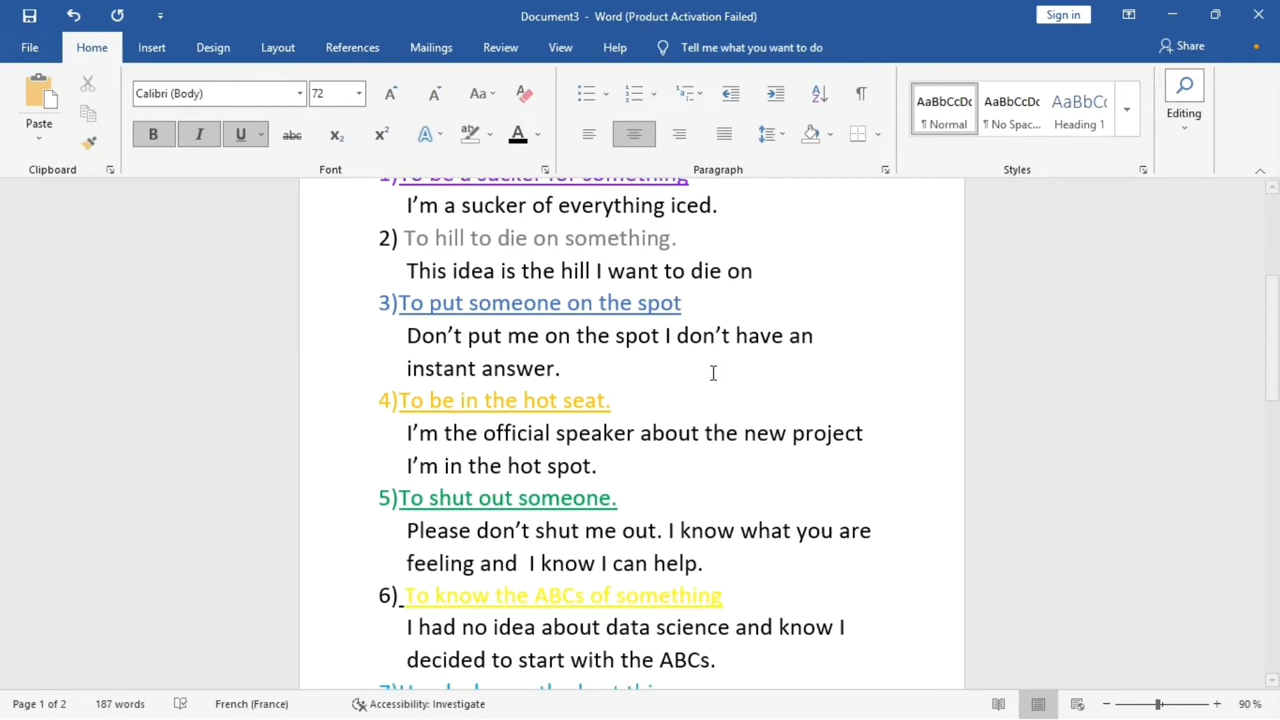 Document3 - Word (Product Activation Failed)
Sign in
File Home Insert Design Layout References Mailings Review View Help Tell me what you want to do Share
Calibri (Body) 72
Paste
Clipboard
Font
Paragraph
AaBbCcDc AaBbCcDc AaBbCc
¶ Normal ¶ No Spac... Heading 1
Styles
Editing
1)To be a sucker for something
I’m a sucker of everything iced.
2) To hill to die on something.
This idea is the hill I want to die on
3)To put someone on the spot
Don’t put me on the spot I don’t have an
instant answer.
4)To be in the hot seat.
I’m the official speaker about the new project
I’m in the hot spot.
5)To shut out someone.
Please don’t shut me out. I know what you are
feeling and  I know I can help.
6) To know the ABCs of something
I had no idea about data science and know I
decided to start with the ABCs.
Page 1 of 2 187 words French (France) Accessibility: Investigate 90 %